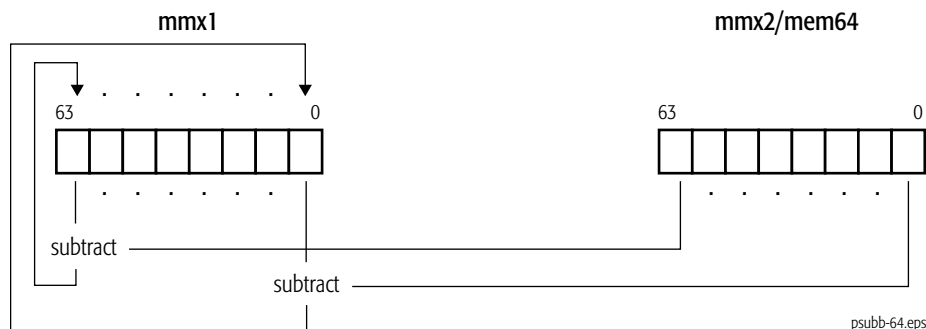 mmx1 mmx2/mem64
. . . . . .
63 0 63 0
. . . . . . . . . . . .
subtract
subtract
psubb-64.eps